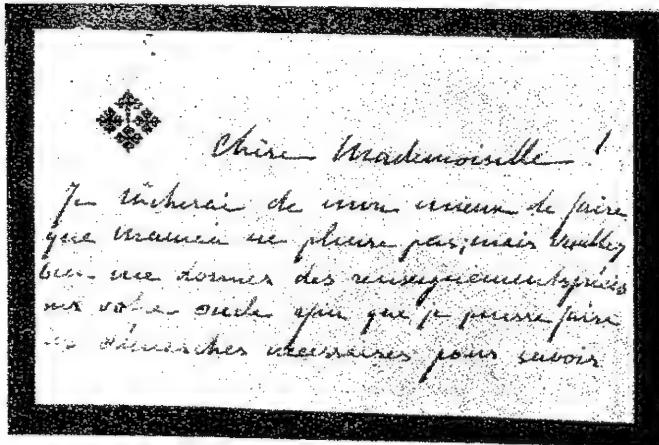 Chère Mademoiselle !
Je tâcherai de mon mieux de faire
que maman ne pleure pas; mais veuillez
bien me donner des renseignements précis
sur votre oncle afin que je puisse faire
les démarches nécessaires pour savoir